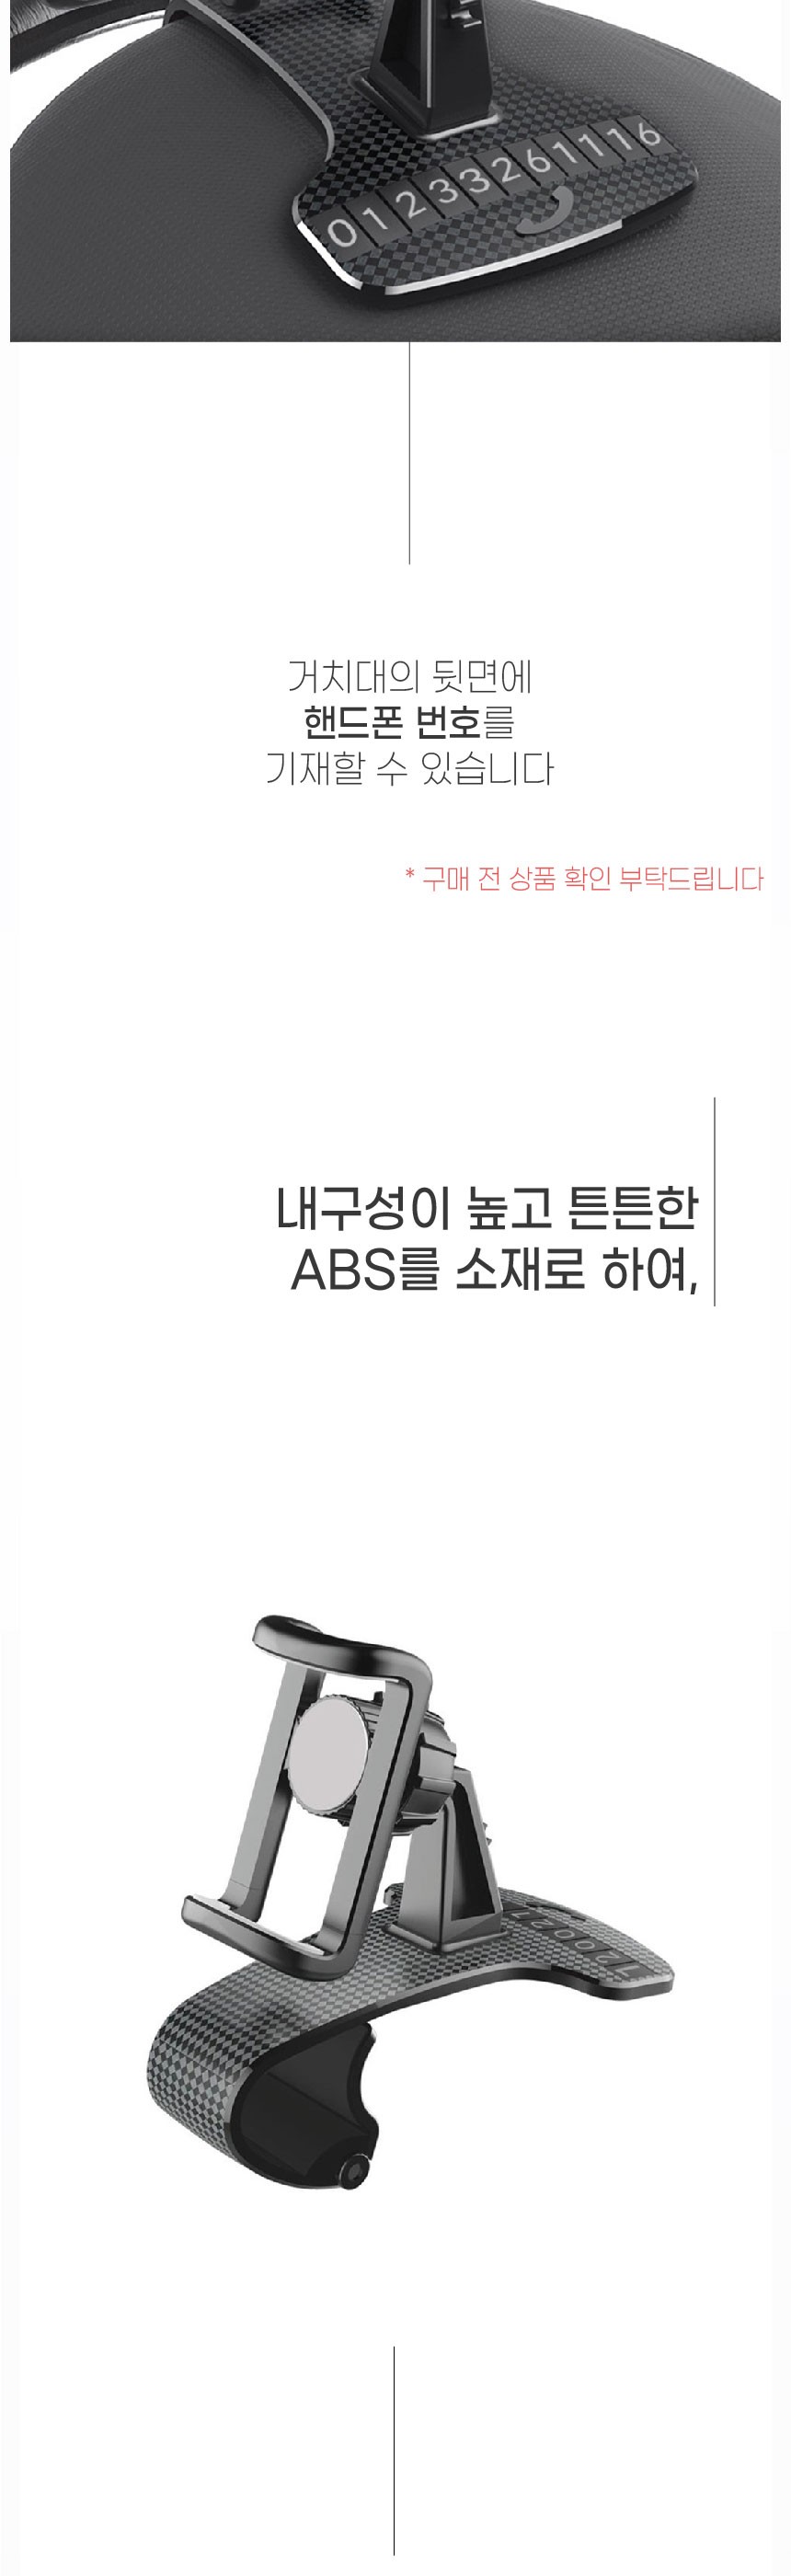 01233261116
거치대의 뒷면에
핸드폰 번호를
기재할 수 있습니다
* 구매 전 상품 확인 부탁드립니다
내구성이 높고 튼튼한
ABS를 소재로 하여,